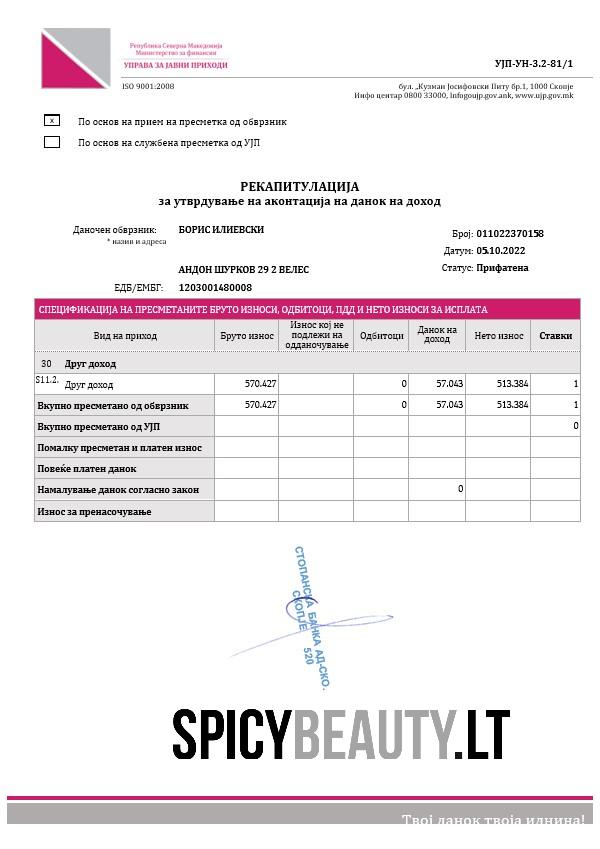 Република Северна Македонија
Министерство за финансии
УПРАВА ЗА ЈАВНИ ПРИХОДИ
УЈП-УН-3.2-81/1
ISO 9001:2008
бул. „Кузман Јосифовски Питу бр.1, 1000 Скопје
Инфо центар 0800 33000, Infogoujp.gov.ank, www.ujp.gov.mk
x По основ на прием на пресметка од обврзник
По основ на службена пресметка од УЈП
РЕКАПИТУЛАЦИЈА
за утврдување на аконтација на данок на доход
Даночен обврзник: БОРИС ИЛИЕВСКИ
* назив и адреса
Број: 011022370158
Датум: 05.10.2022
Статус: Прифатена
АНДОН ШУРКОВ 29 2 ВЕЛЕС
ЕДБ/ЕМБГ: 1203001480008
СПЕЦИФИКАЦИЈА НА ПРЕСМЕТАНИТЕ БРУТО ИЗНОСИ, ОДБИТОЦИ, ПДД И НЕТО ИЗНОСИ ЗА ИСПЛАТА
Вид на приход Бруто износ Износ кој не подлежи на одданочување Одбитоци Данок на доход Нето износ Ставки
30 Друг доход
S11.2. Друг доход 570.427 0 57.043 513.384 1
Вкупно пресметано од обврзник 570.427 0 57.043 513.384 1
Вкупно пресметано од УЈП 0
Помалку пресметан и платен износ
Повеќе платен данок
Намалување данок согласно закон 0
Износ за пренасочување
СТОПАНСКА БАНКА АД-СКО.
СКОПЈЕ 520
SPICYBEAUTY.LT
Твој данок твоја иднина!